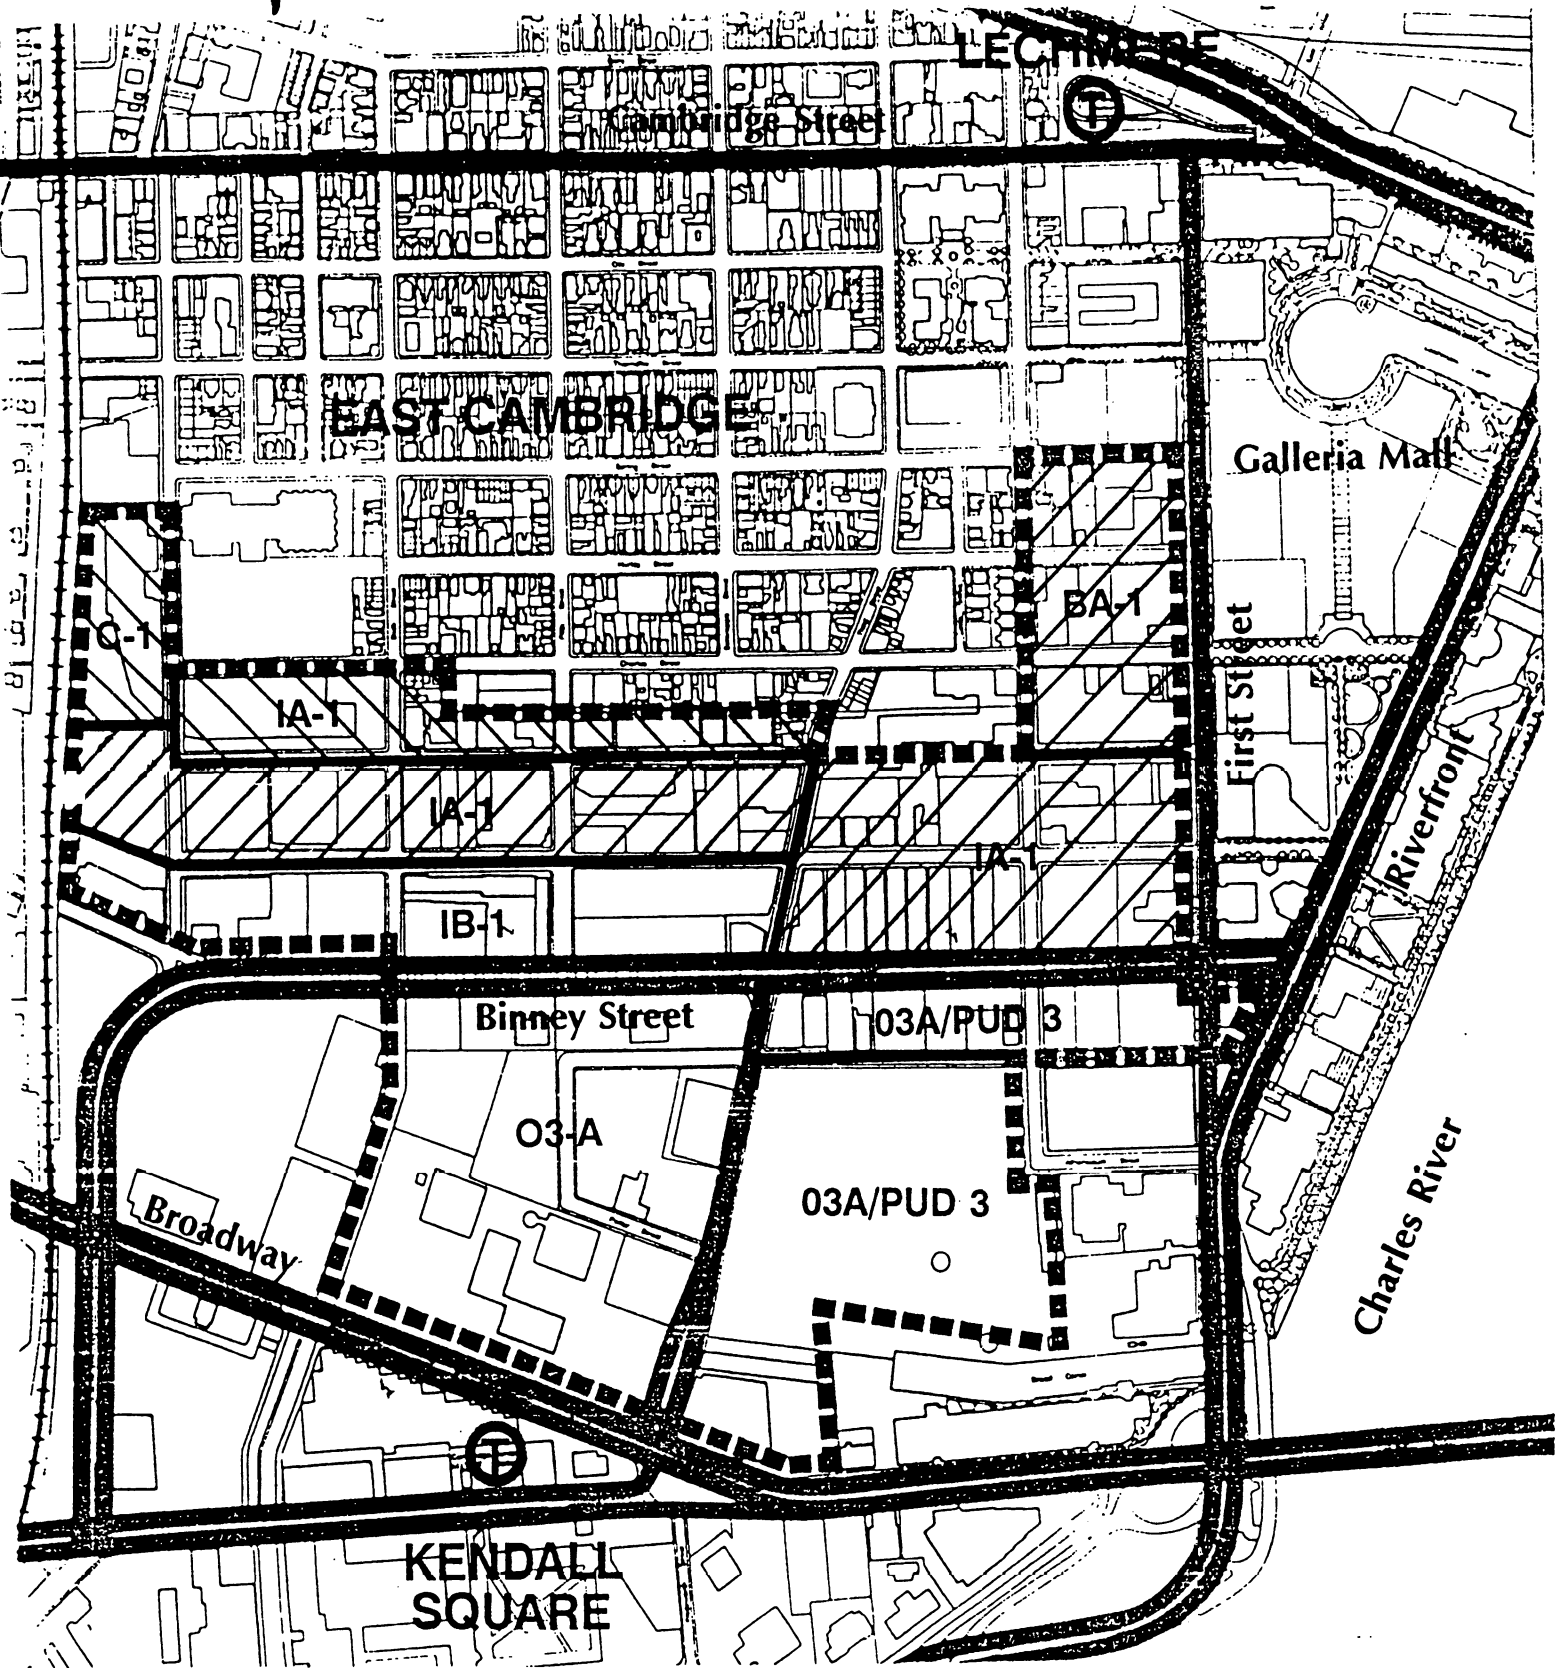 LECHMERE
T
Cambridge Street
EAST CAMBRIDGE
Galleria Mall
C-1
BA-1
IA-1
First Street
IA-1
IA-1
Riverfront
IB-1
Binney Street
03A/PUD 3
O3-A
03A/PUD 3
Broadway
Charles River
T
KENDALL
SQUARE